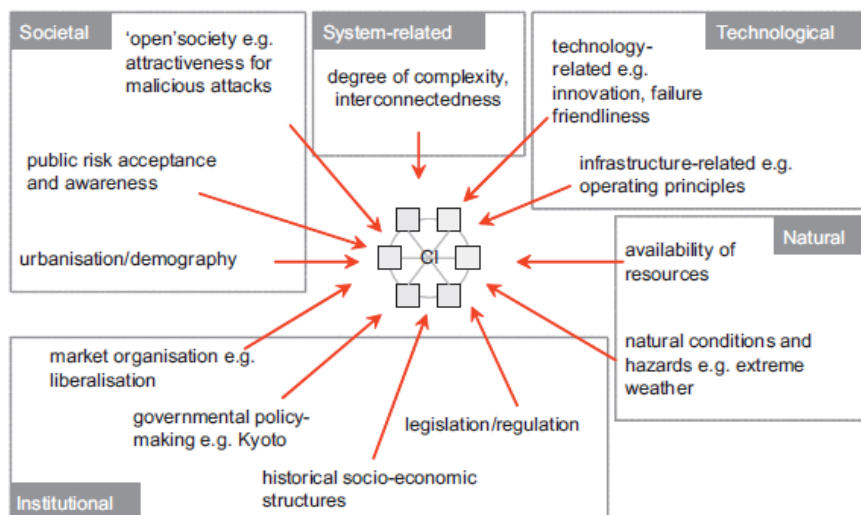 Societal
'open'society e.g.
attractiveness for
malicious attacks
public risk acceptance
and awareness
urbanisation/demography
System-related
degree of complexity,
interconnectedness
Technological
technology-
related e.g.
innovation, failure
friendliness
infrastructure-related e.g.
operating principles
CI
Natural
availability of
resources
natural conditions and
hazards e.g. extreme
weather
market organisation e.g.
liberalisation
governmental policy-
making e.g. Kyoto
legislation/regulation
historical socio-economic
structures
Institutional